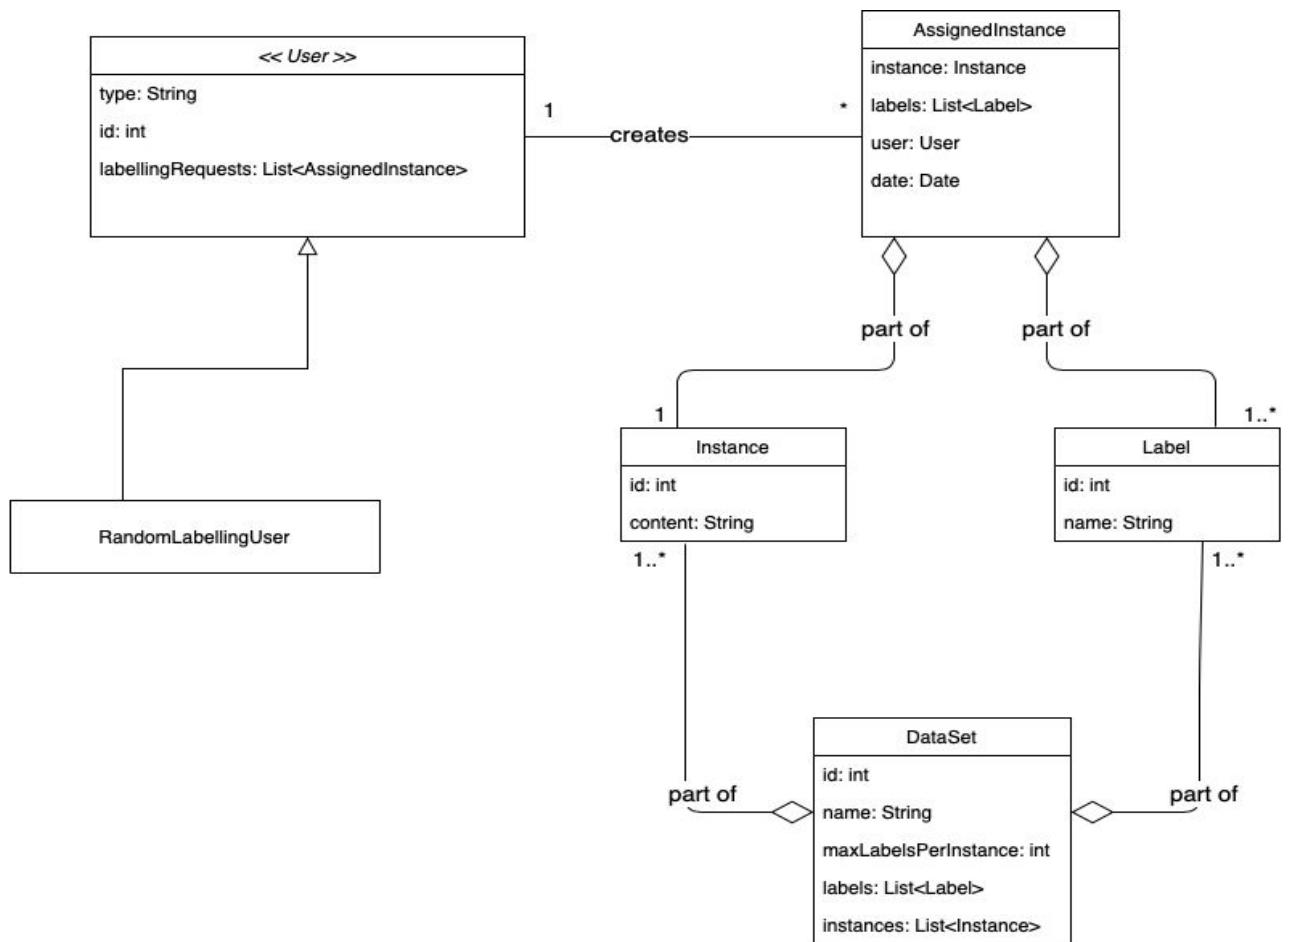 << User >>
type: String
id: int
labellingRequests: List<AssignedInstance>
1
creates
*
AssignedInstance
instance: Instance
labels: List<Label>
user: User
date: Date
part of
part of
1
1..*
Instance
id: int
content: String
1..*
Label
id: int
name: String
1..*
RandomLabellingUser
part of
part of
DataSet
id: int
name: String
maxLabelsPerInstance: int
labels: List<Label>
instances: List<Instance>